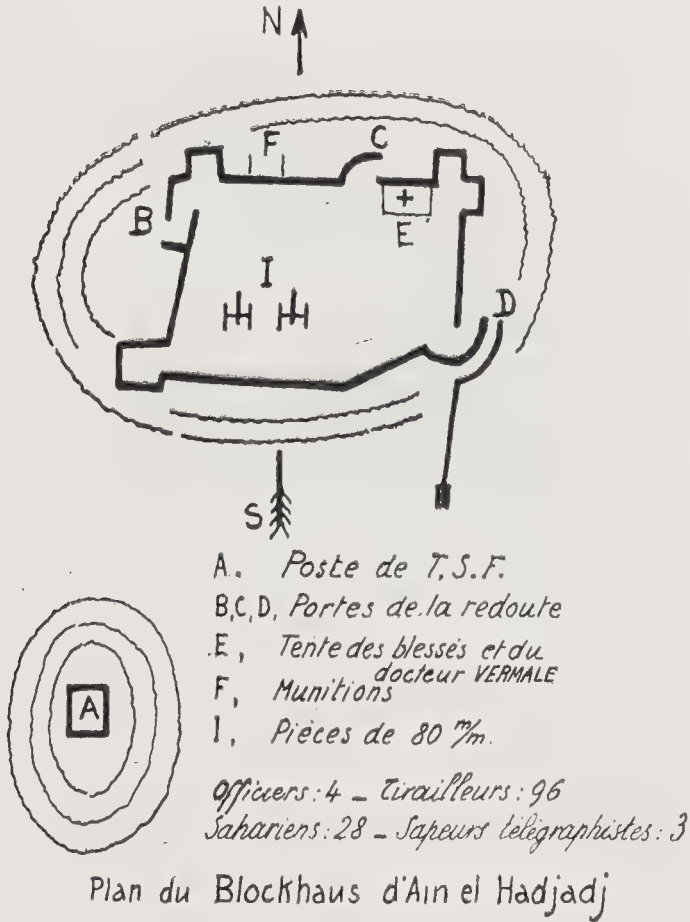 N
F
C
B
+
E
I
D
S
A. Poste de T.S.F.
B,C,D, Portes de la redoute
E, Tente des blessés et du
docteur VERMALE
F, Munitions
I, Pièces de 80 m/m.
A
Officiers: 4 _ Tirailleurs: 96
Sahariens: 28 _ Sapeurs télégraphistes: 3
Plan du Blockhaus d'Ain el Hadjadj